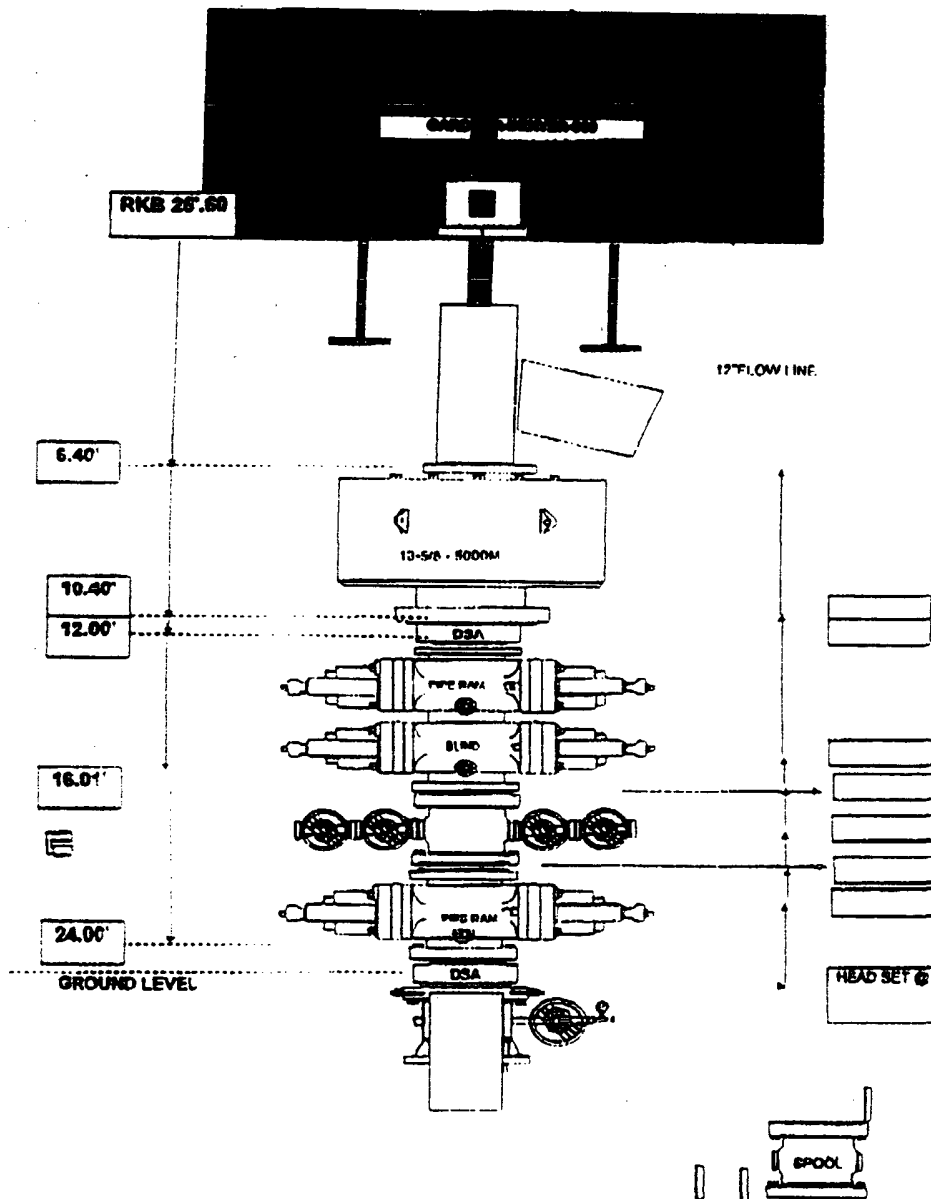 RKB 26'.60
12" FLOW LINE
6.40'
13-5/8 - 5000M
10.40'
12.00'
DSA
PIPE RAM
BLIND
16.01'
PIPE RAM
24.00'
DSA
GROUND LEVEL
HEAD SET @
SPOOL